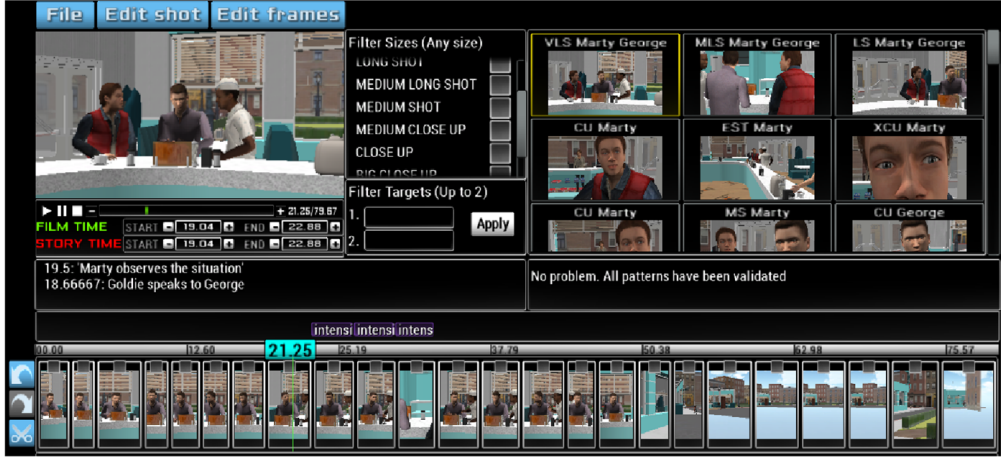 File Edit shot Edit frames
Filter Sizes (Any size)
LONG SHOT
MEDIUM LONG SHOT
MEDIUM SHOT
MEDIUM CLOSE UP
CLOSE UP
BIG CLOSE UP
Filter Targets (Up to 2)
1.
2.
Apply
VLS Marty George
MLS Marty George
LS Marty George
CU Marty
EST Marty
XCU Marty
CU Marty
MS Marty
CU George
- + 21.25/79.67
FILM TIME START - 19.04 + END - 22.88 +
STORY TIME START - 19.04 + END - 22.88 +
19.5: 'Marty observes the situation'
18.66667: Goldie speaks to George
No problem. All patterns have been validated
intensi intensi intens
00.00 12.60 21.25 25.19 37.79 50.38 62.98 75.57